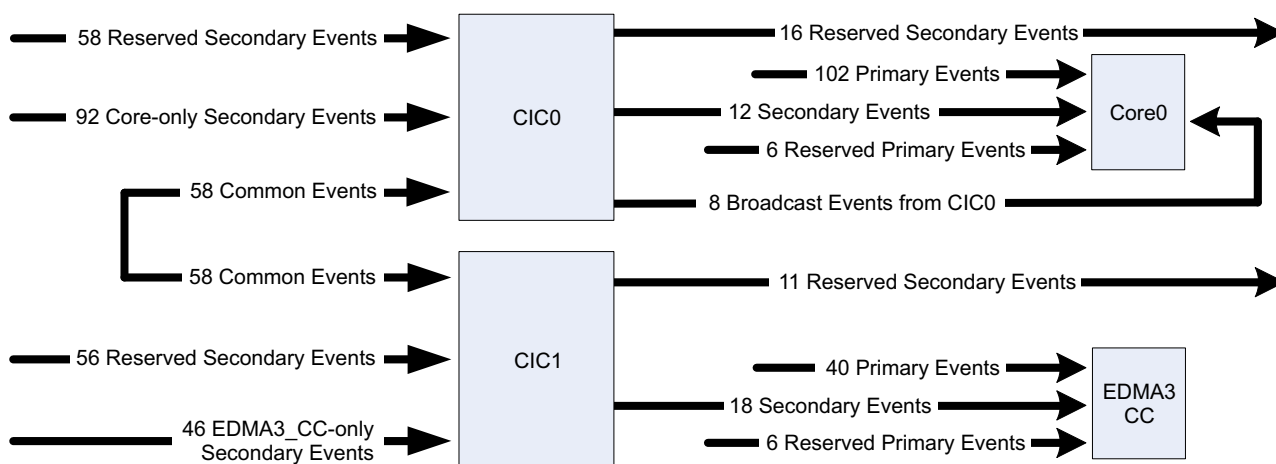 58 Reserved Secondary Events
16 Reserved Secondary Events
102 Primary Events
92 Core-only Secondary Events
CIC0
12 Secondary Events
Core0
6 Reserved Primary Events
58 Common Events
8 Broadcast Events from CIC0
58 Common Events
11 Reserved Secondary Events
56 Reserved Secondary Events
CIC1
40 Primary Events
EDMA3
CC
18 Secondary Events
46 EDMA3_CC-only
Secondary Events
6 Reserved Primary Events